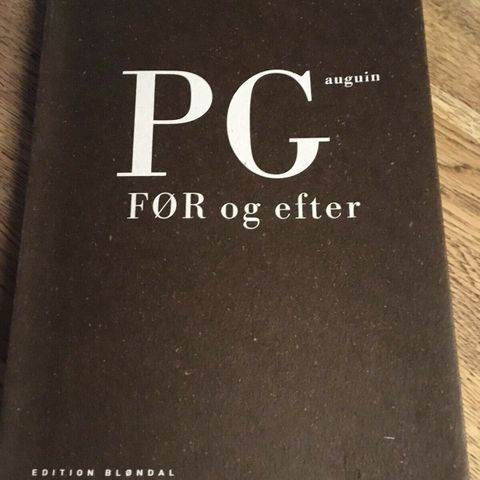 PGauguin
FØR og efter
EDITION BLØNDAL